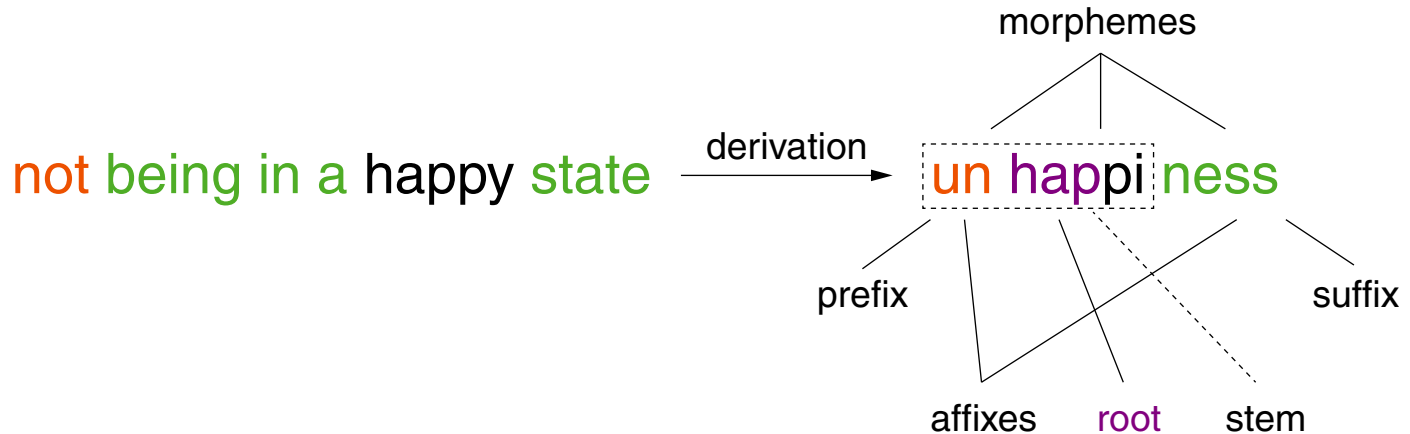 morphemes
not being in a happy state
derivation
un happi ness
prefix
suffix
affixes
root
stem